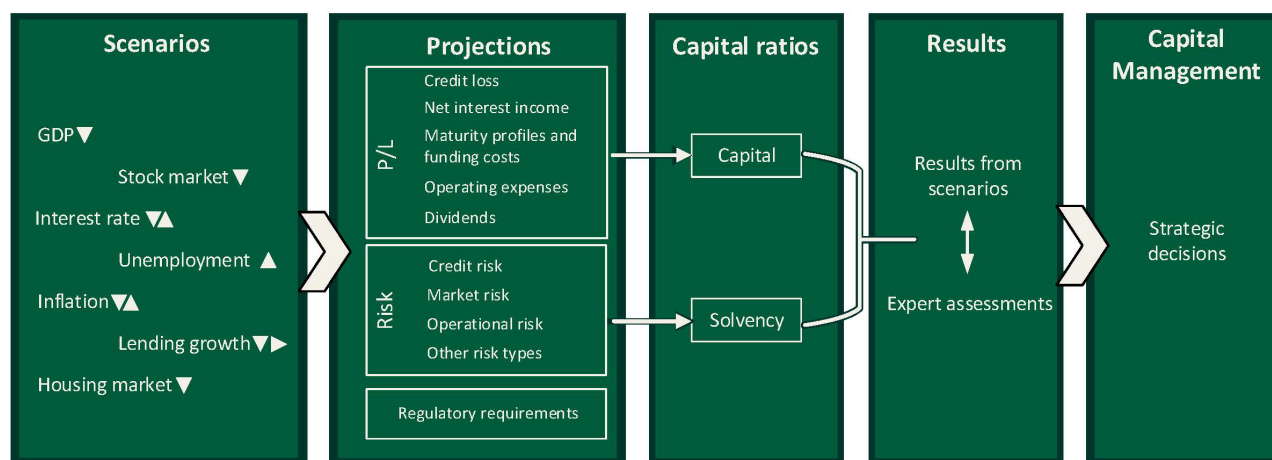 Scenarios
GDP▼
Stock market▼
Interest rate ▼▲
Unemployment ▲
Inflation▼▲
Lending growth▼►
Housing market▼
Projections
P/L
Credit loss
Net interest income
Maturity profiles and
funding costs
Operating expenses
Dividends
Risk
Credit risk
Market risk
Operational risk
Other risk types
Regulatory requirements
Capital ratios
Capital
Solvency
Results
Results from
scenarios
Expert assessments
Capital
Management
Strategic
decisions